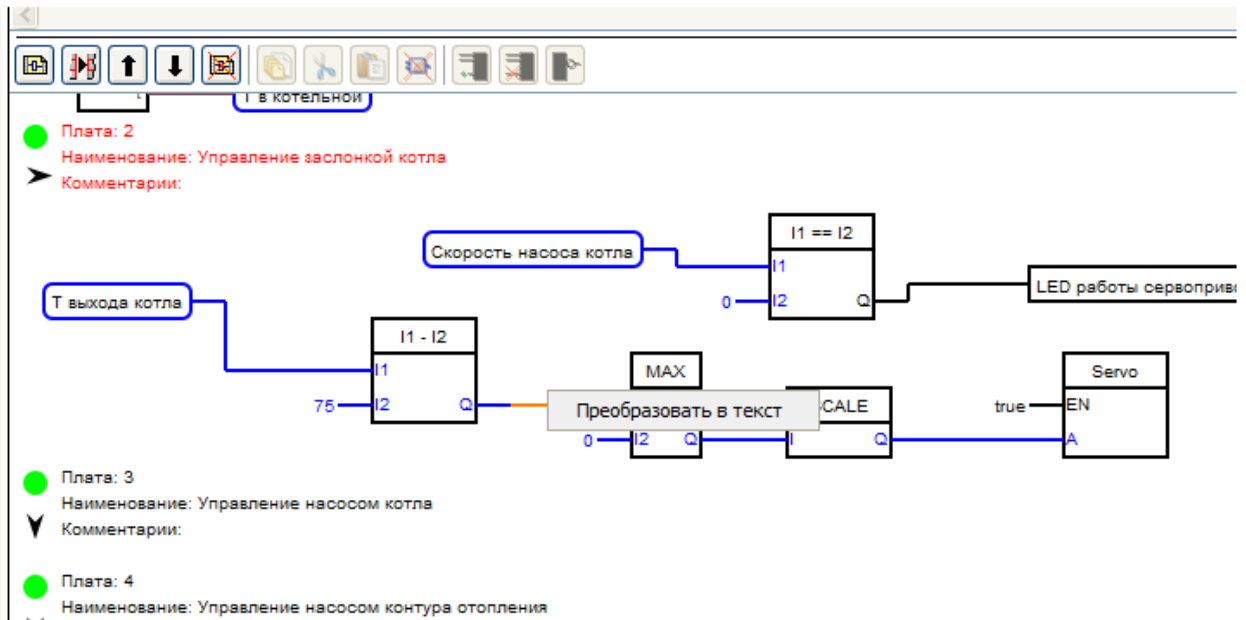 Т в котельной
Плата: 2
Наименование: Управление заслонкой котла
Комментарии:
I1 == I2
Скорость насоса котла
I1
0
I2
Q
LED работы
Т выхода котла
I1 - I2
I1
75
I2
Q
MAX
Преобразовать в текст
0
I2
Q
I
Q
Servo
true
EN
A
Плата: 3
Наименование: Управление насосом котла
Комментарии:
Плата: 4
Наименование: Управление насосом контура отопления